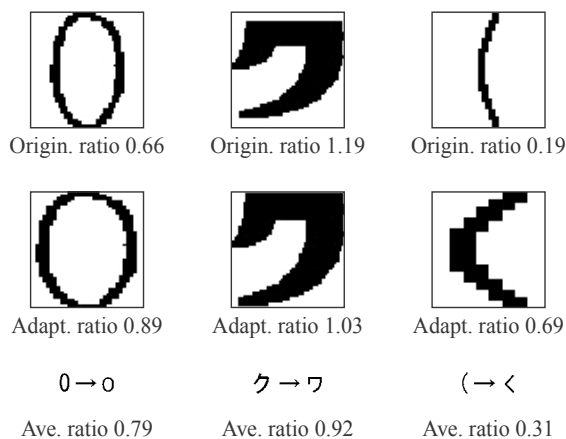 Origin. ratio 0.66 Origin. ratio 1.19 Origin. ratio 0.19
Adapt. ratio 0.89 Adapt. ratio 1.03 Adapt. ratio 0.69
0→o ク→ワ (→く
Ave. ratio 0.79 Ave. ratio 0.92 Ave. ratio 0.31